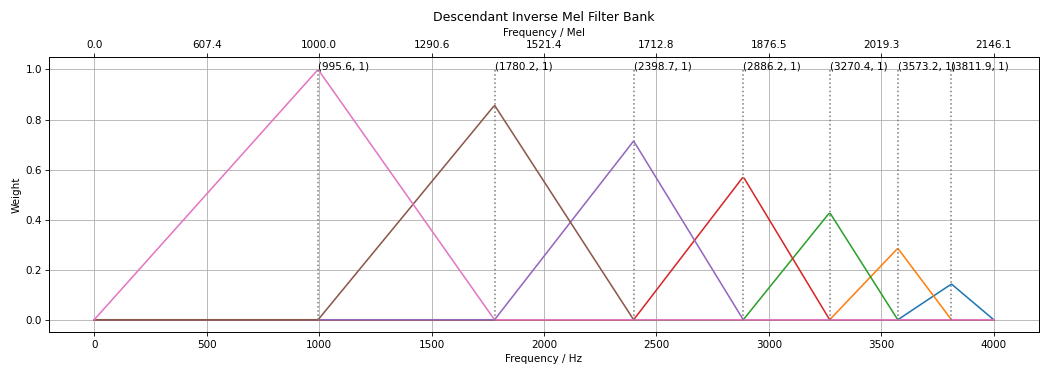 Descendant Inverse Mel Filter Bank
Frequency / Mel
0.0 607.4 1000.0 1290.6 1521.4 1712.8 1876.5 2019.3 2146.1
(995.6, 1) (1780.2, 1) (2398.7, 1) (2886.2, 1) (3270.4, 1) (3573.2, 1) (3811.9, 1)
1.0
0.8
0.6
0.4
0.2
0.0
Weight
0 500 1000 1500 2000 2500 3000 3500 4000
Frequency / Hz